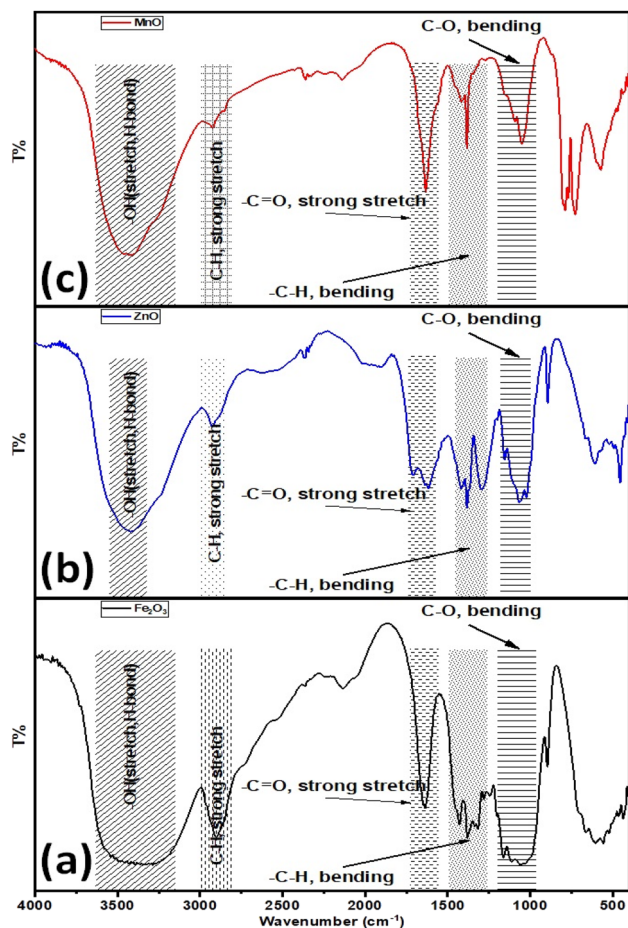 MnO
C-O, bending
-OH(stretch,H-bond)
C-H, strong stretch
-C=O, strong stretch
-C-H, bending
(c)
T%
ZnO
C-O, bending
-OH(stretch,H-bond)
C-H, strong stretch
-C=O, strong stretch
-C-H, bending
(b)
T%
Fe₂O₃
C-O, bending
-OH(stretch,H-bond)
C-H, strong stretch
-C=O, strong stretch
-C-H, bending
(a)
T%
4000 3500 3000 2500 2000 1500 1000 500
Wavenumber (cm⁻¹)